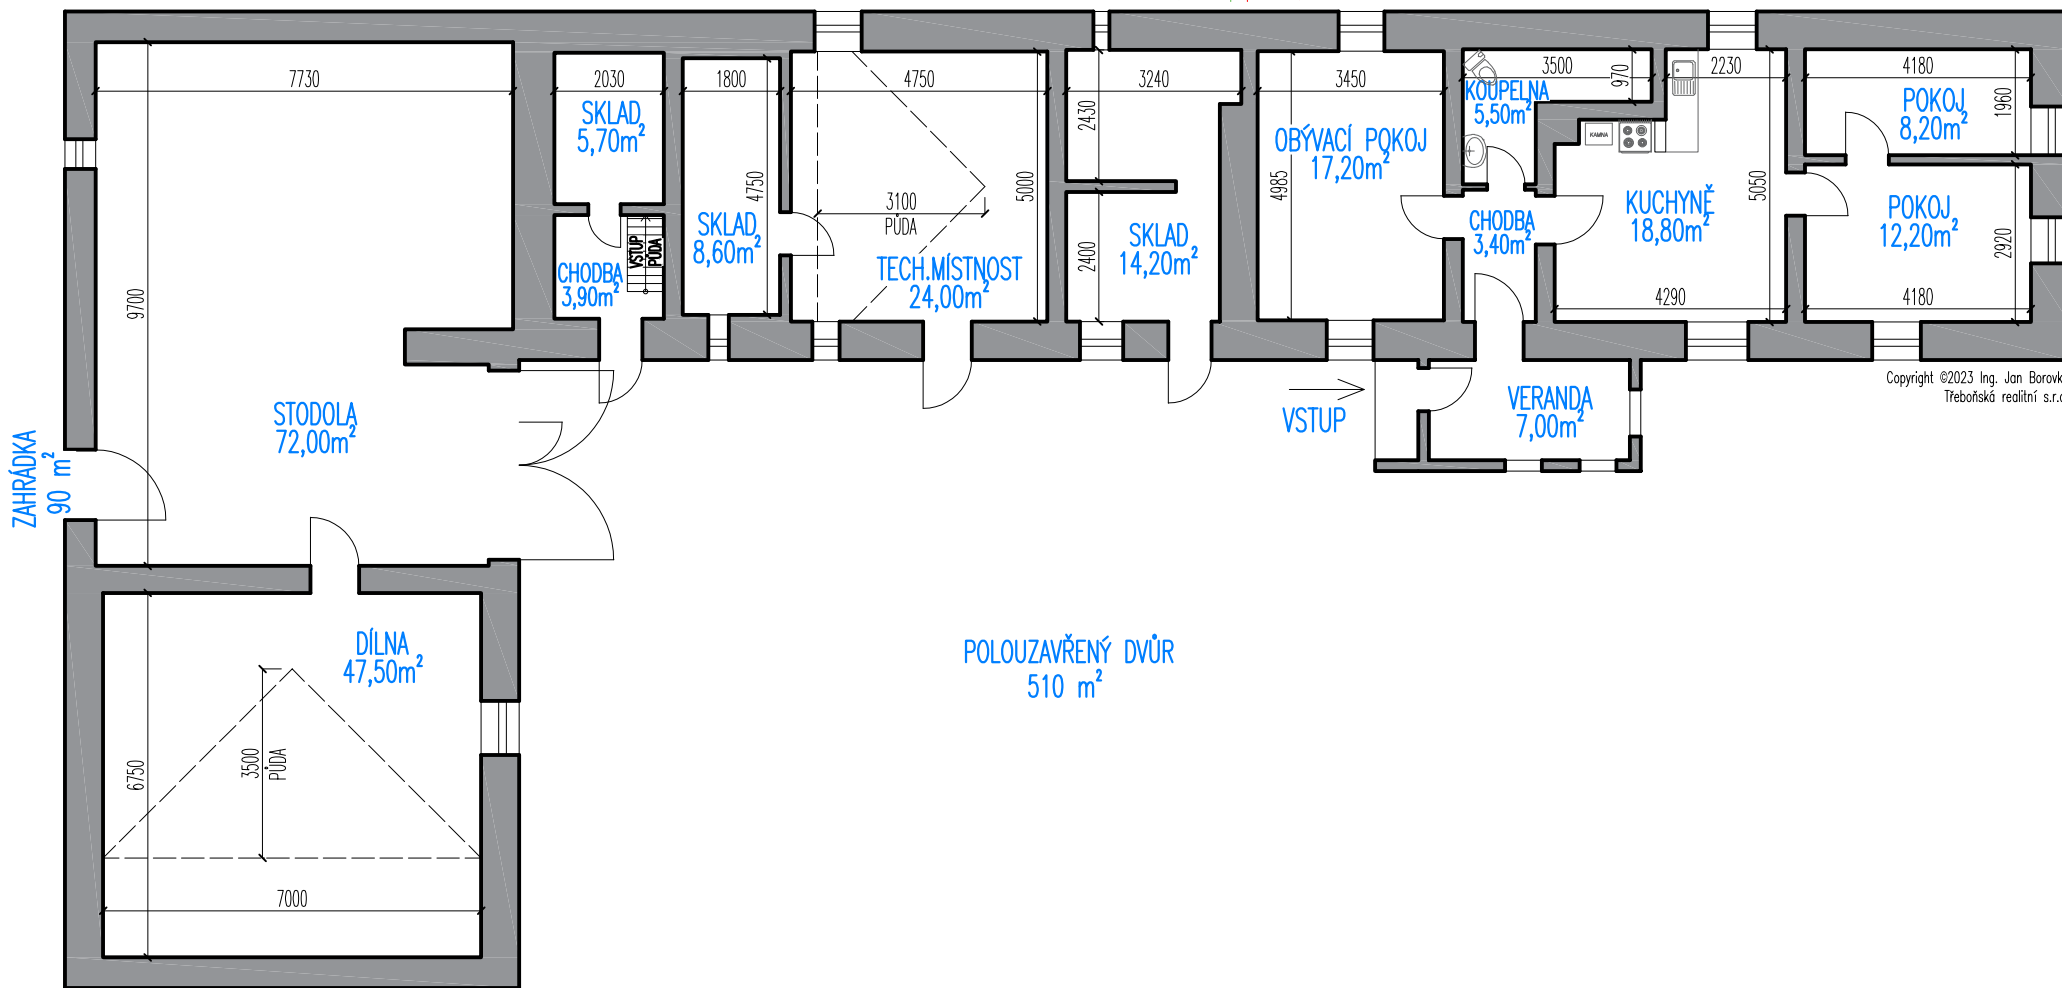 7730
2030
1800
4750
3240
3450
3500
970
2230
4180
SKLAD
5,70m²
KOUPELNA
5,50m²
POKOJ
8,20m²
1960
2430
OBÝVACÍ POKOJ
17,20m²
KAMNA
4750
4985
5000
5050
3100
PŮDA
SKLAD
8,60m²
VSTUP
PŮDA
CHODBA
3,90m²
TECH.MÍSTNOST
24,00m²
SKLAD
14,20m²
2400
CHODBA
3,40m²
KUCHYNĚ
18,80m²
POKOJ
12,20m²
2920
9700
4290
4180
Copyright ©2023 Ing. Jan Borovk
Třeboňská realitní s.r.o
STODOLA
72,00m²
VSTUP
VERANDA
7,00m²
ZAHRÁDKA
90 m²
DÍLNA
47,50m²
POLOUZAVŘENÝ DVŮR
510 m²
6750
3500
PŮDA
7000